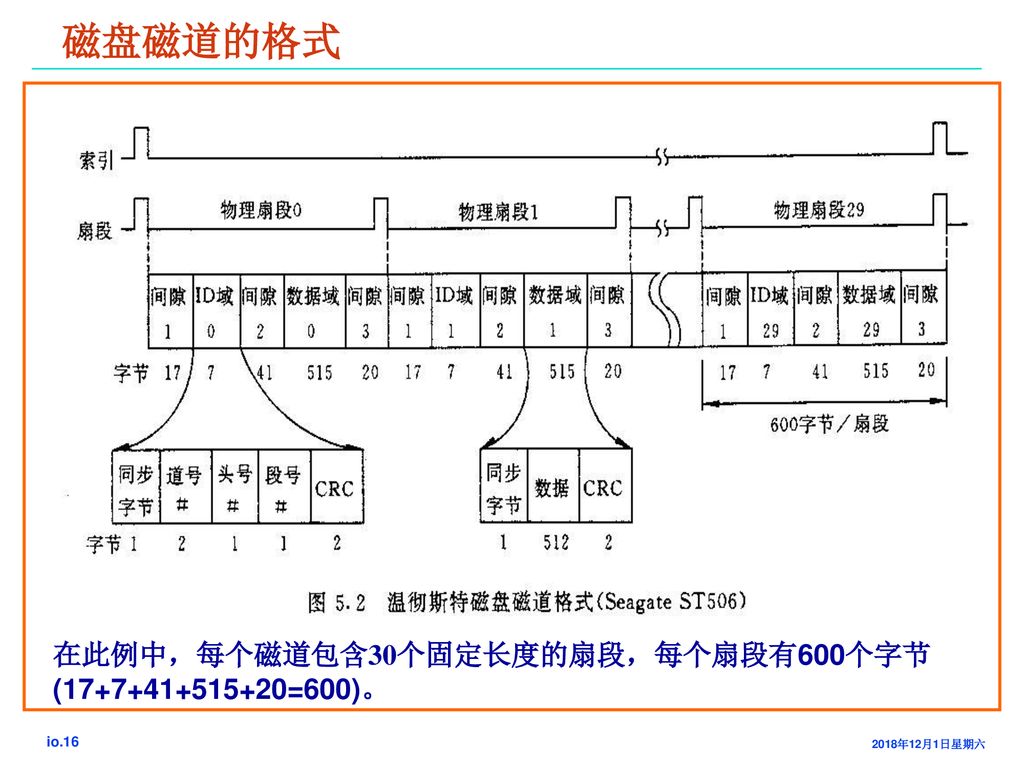 磁盘磁道的格式
索引
扇段 物理扇段0 物理扇段1 物理扇段29
间隙 ID域 间隙 数据域 间隙 间隙 ID域 间隙 数据域 间隙 间隙 ID域 间隙 数据域 间隙
1 0 2 0 3 1 1 2 1 3 1 29 2 29 3
字节 17 7 41 515 20 17 7 41 515 20 17 7 41 515 20
600字节/扇段
同步 道号 头号 段号 CRC 同步 数据 CRC
字节 # # # 字节
字节 1 2 1 1 2 1 512 2
图 5.2 温彻斯特磁盘磁道格式(Seagate ST506)
在此例中，每个磁道包含30个固定长度的扇段，每个扇段有600个字节
(17+7+41+515+20=600)。
io.16 2018年12月1日星期六